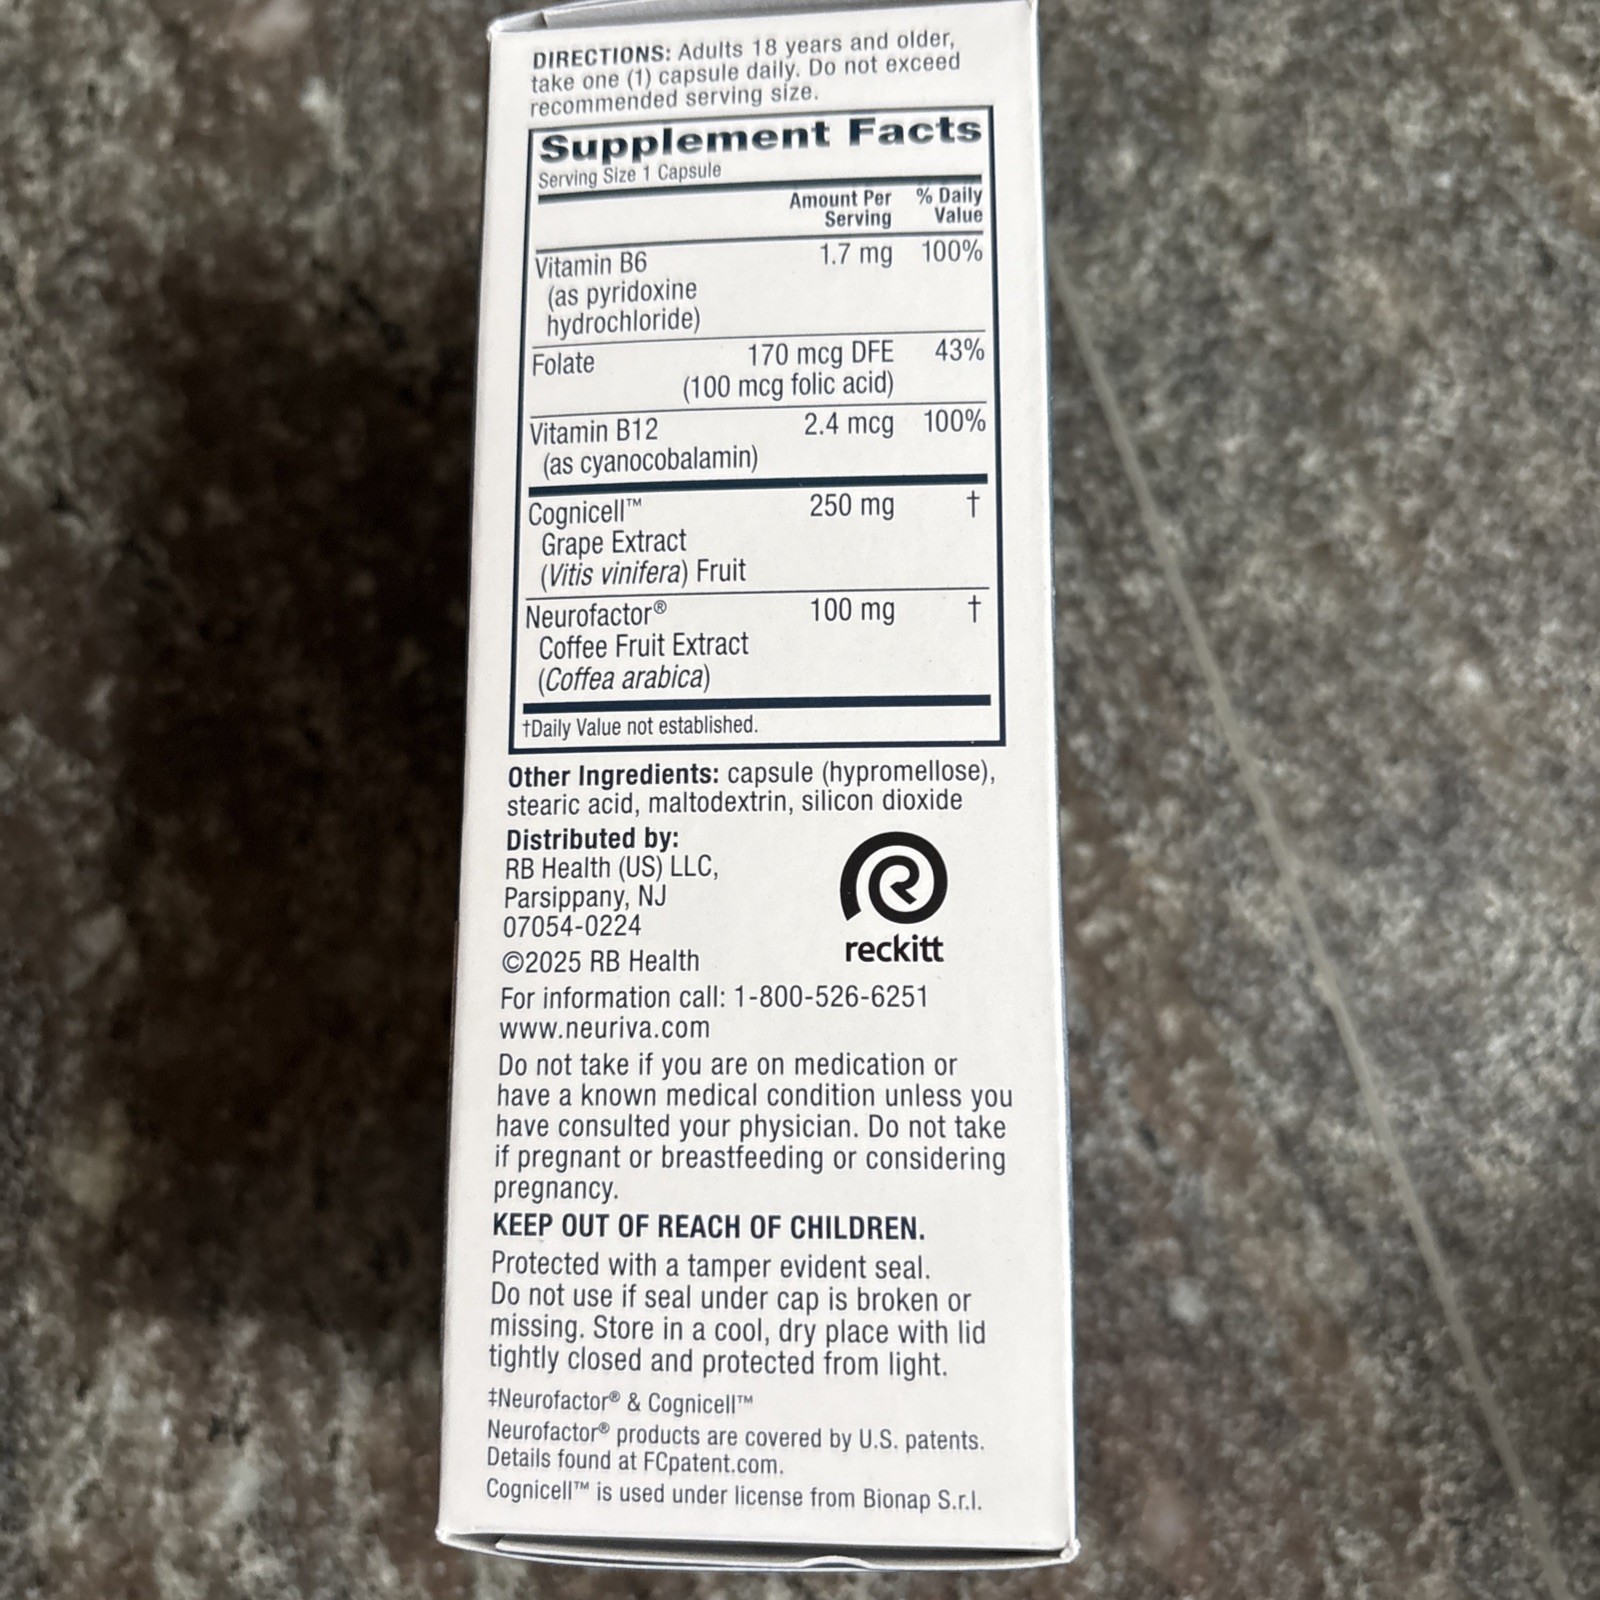 DIRECTIONS: Adults 18 years and older,
take one (1) capsule daily. Do not exceed
recommended serving size.
Supplement Facts
Serving Size 1 Capsule
Amount Per Serving % Daily Value
Vitamin B6 1.7 mg 100%
(as pyridoxine
hydrochloride)
Folate 170 mcg DFE 43%
(100 mcg folic acid)
Vitamin B12 2.4 mcg 100%
(as cyanocobalamin)
Cognicell™ 250 mg †
Grape Extract
(Vitis vinifera) Fruit
Neurofactor® 100 mg †
Coffee Fruit Extract
(Coffea arabica)
†Daily Value not established.
Other Ingredients: capsule (hypromellose),
stearic acid, maltodextrin, silicon dioxide
Distributed by:
RB Health (US) LLC,
Parsippany, NJ
07054-0224
©2025 RB Health
reckitt
For information call: 1-800-526-6251
www.neuriva.com
Do not take if you are on medication or
have a known medical condition unless you
have consulted your physician. Do not take
if pregnant or breastfeeding or considering
pregnancy.
KEEP OUT OF REACH OF CHILDREN.
Protected with a tamper evident seal.
Do not use if seal under cap is broken or
missing. Store in a cool, dry place with lid
tightly closed and protected from light.
‡Neurofactor® & Cognicell™
Neurofactor® products are covered by U.S. patents.
Details found at FCpatent.com.
Cognicell™ is used under license from Bionap S.r.l.